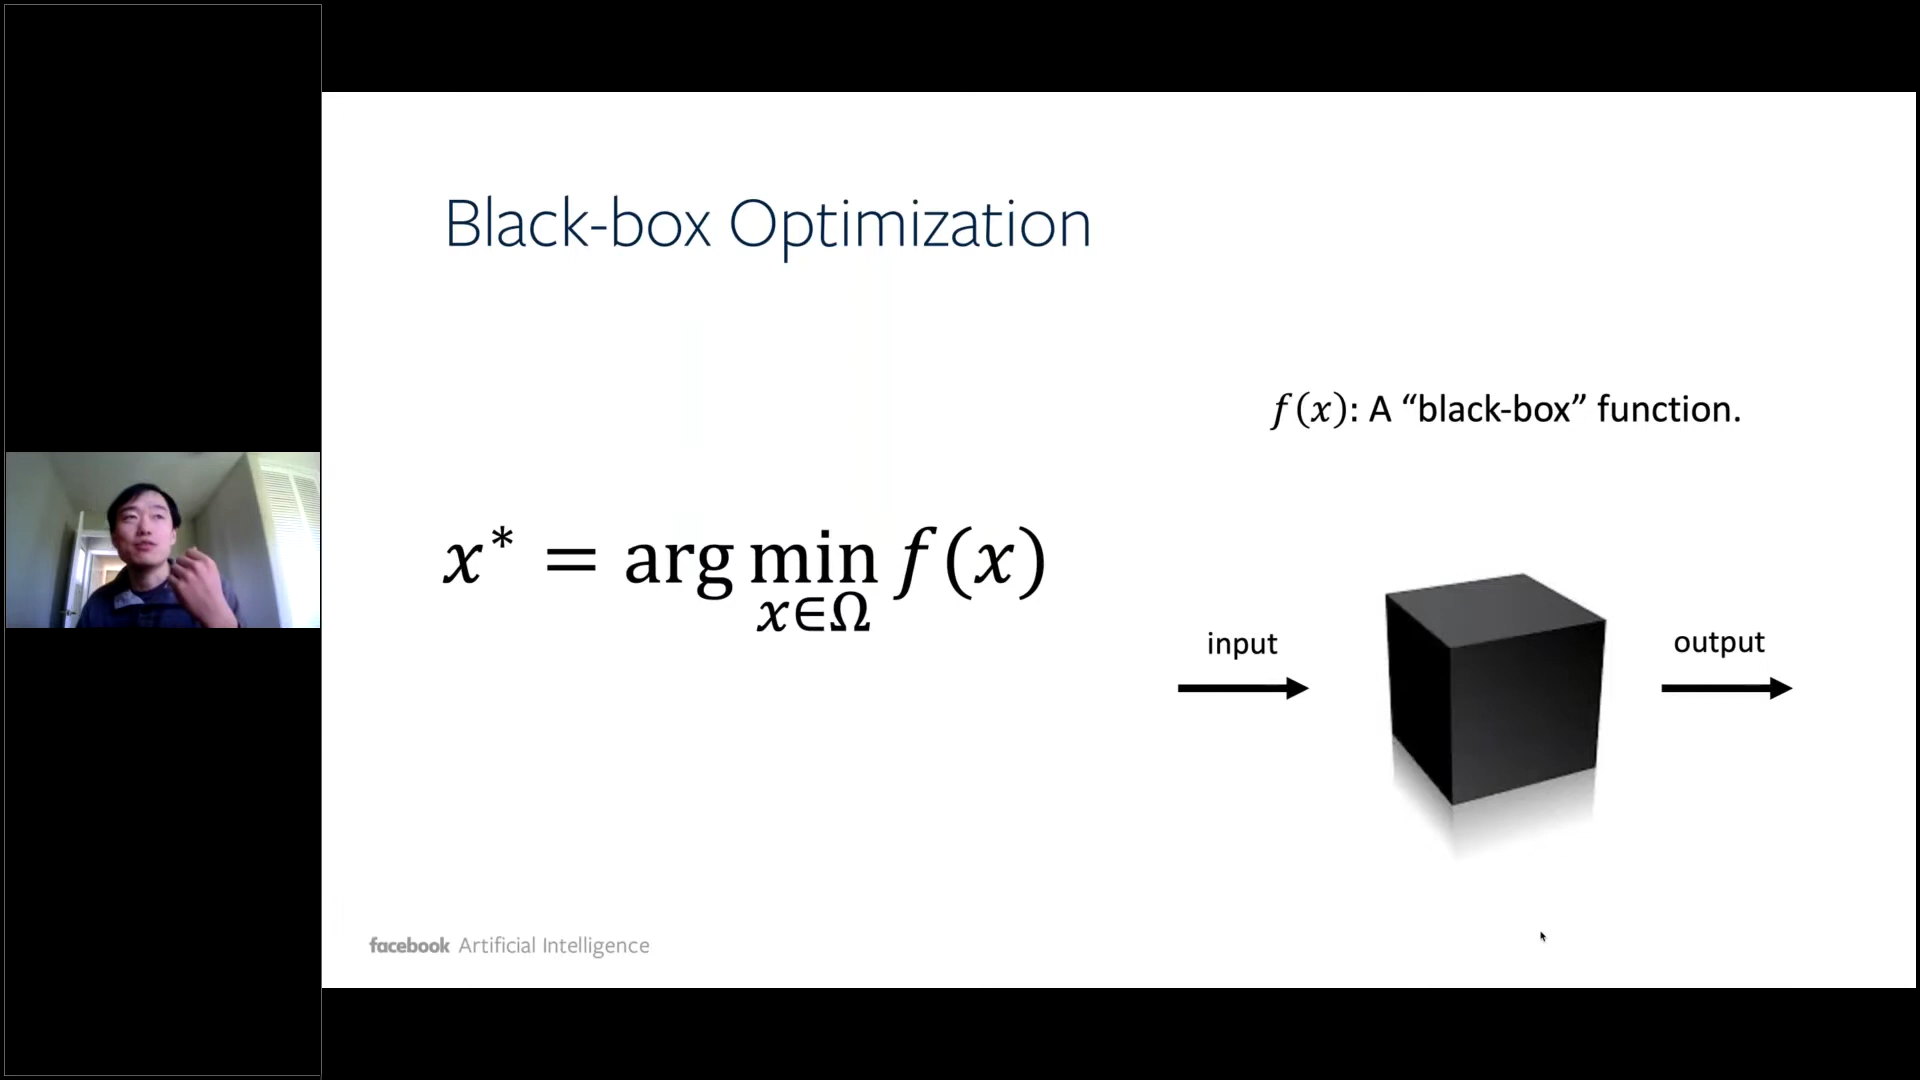 Black-box Optimization
f(x): A “black-box” function.
x* = arg min f(x)
x∈Ω
input
output
facebook Artificial Intelligence